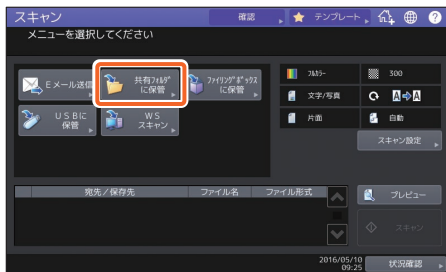 スキャン
確認
テンプレート
メニューを選択してください
Eメール送信
共有フォルダ
に保管
ファイリングボックス
に保管
USBに
保管
WS
スキャン
フルカラー
300
文字/写真
A A
片面
自動
スキャン設定
宛先/保存先
ファイル名
ファイル形式
プレビュー
スキャン
2016/05/10
09:25
状況確認